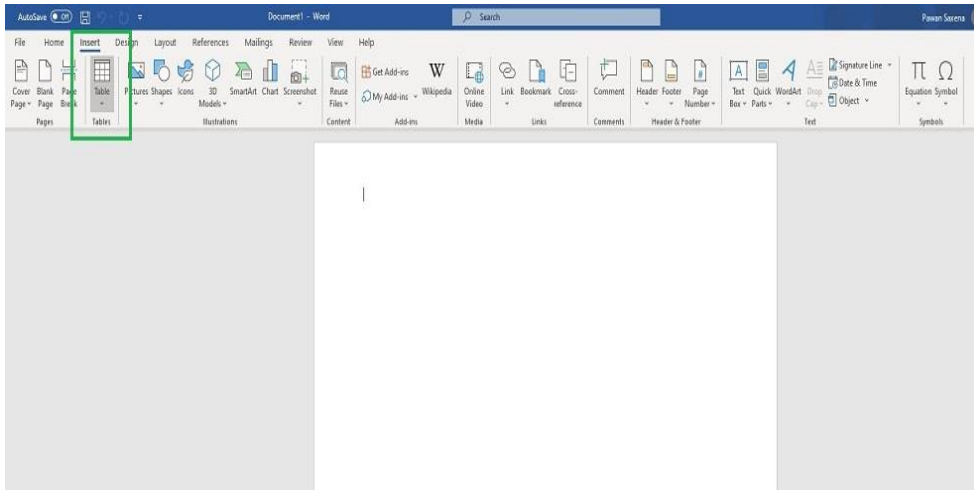 AutoSave Off Document1 - Word Search Pawan Saxena
File Home Insert Design Layout References Mailings Review View Help
Cover Page
Blank Page
Page Break
Pages
Table
Tables
Pictures
Shapes
Icons
3D Models
SmartArt
Chart
Screenshot
Illustrations
Reuse Files
Content
Get Add-ins
My Add-ins
Wikipedia
Add-ins
Online Video
Media
Link
Bookmark
Cross-reference
Links
Comment
Comments
Header
Footer
Page Number
Header & Footer
Text Box
Quick Parts
WordArt
Drop Cap
Signature Line
Date & Time
Object
Text
Equation
Symbol
Symbols